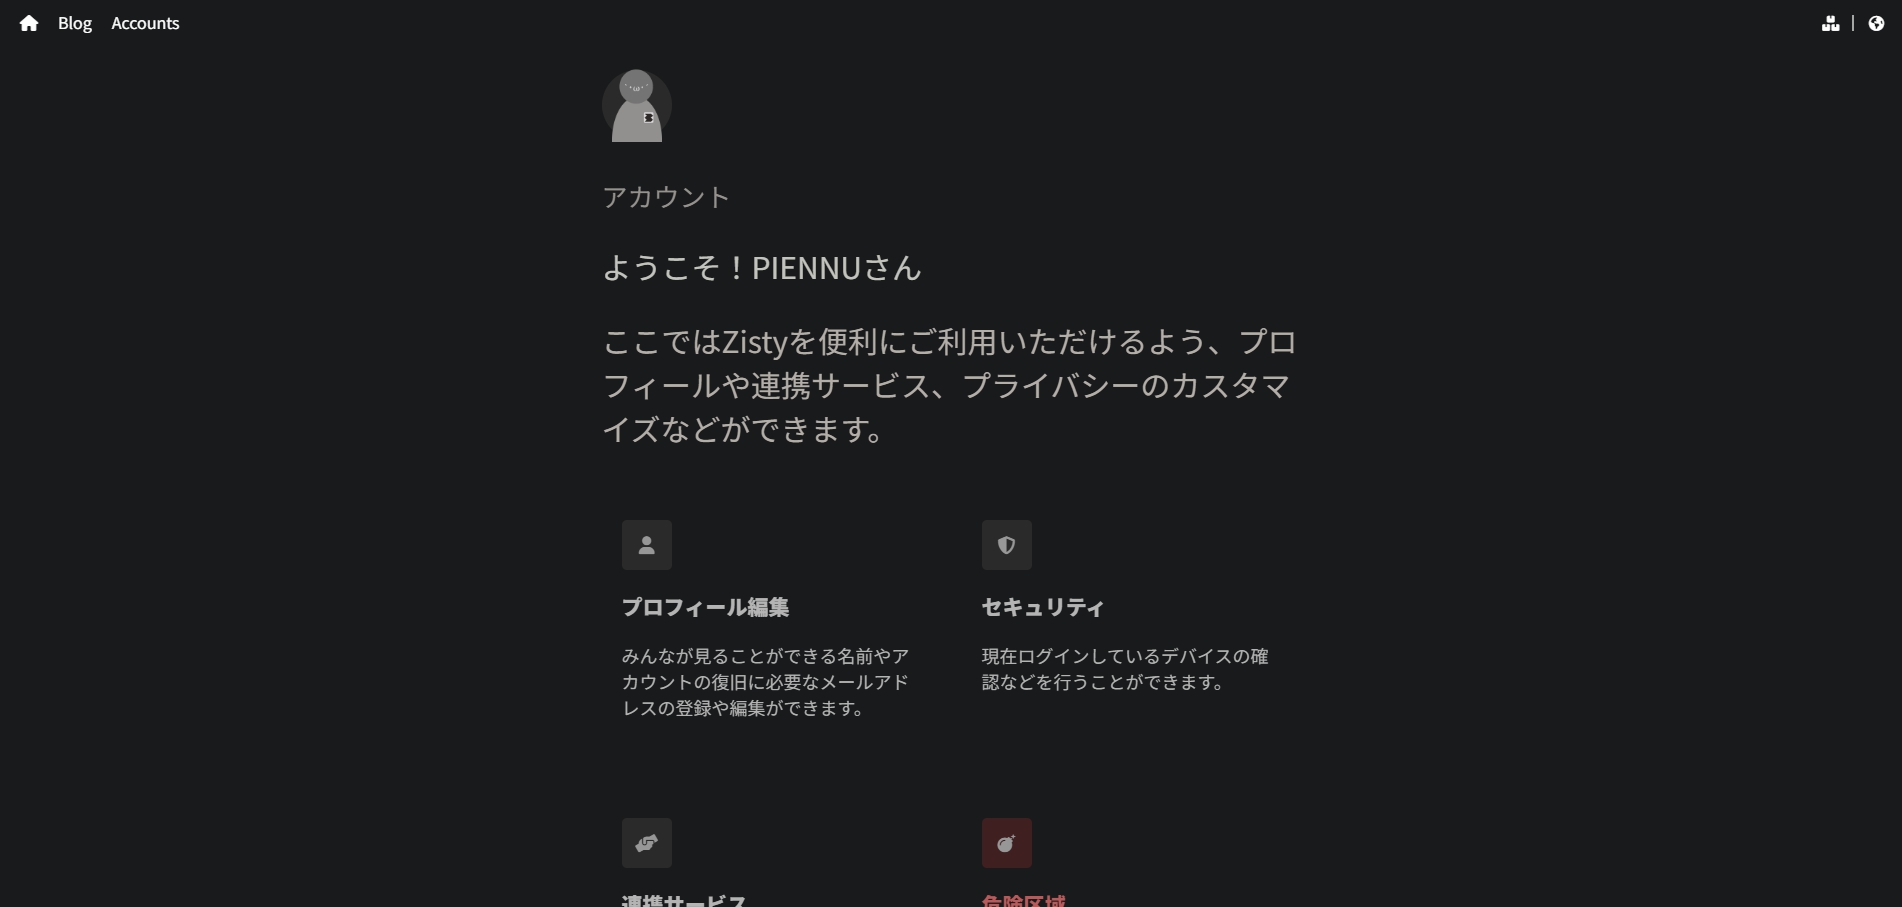 Blog Accounts
アカウント
ようこそ！PIENNUさん
ここではZistyを便利にご利用いただけるよう、プロ
フィールや連携サービス、プライバシーのカスタマ
イズなどができます。
プロフィール編集
みんなが見ることができる名前やア
カウントの復旧に必要なメールアド
レスの登録や編集ができます。
セキュリティ
現在ログインしているデバイスの確
認などを行うことができます。
連携サービス
危険区域